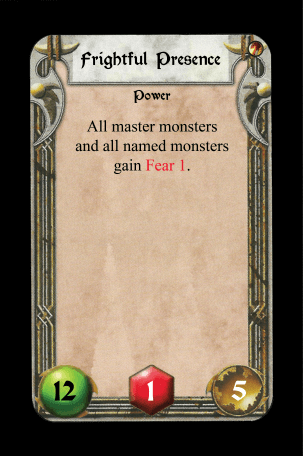 Frightful Presence
Power
All master monsters
and all named monsters
gain Fear 1.
12
1
5